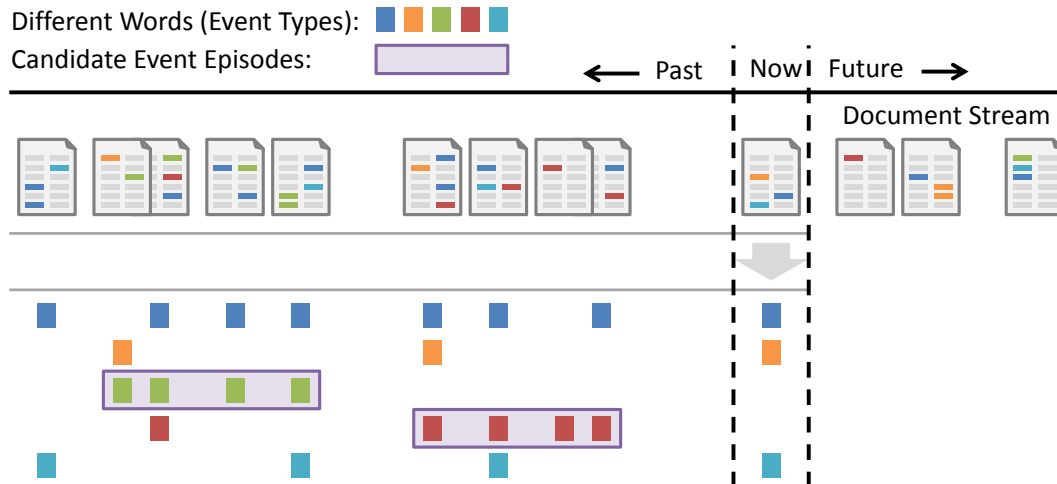 Different Words (Event Types):
Candidate Event Episodes:
Past Now Future
Document Stream